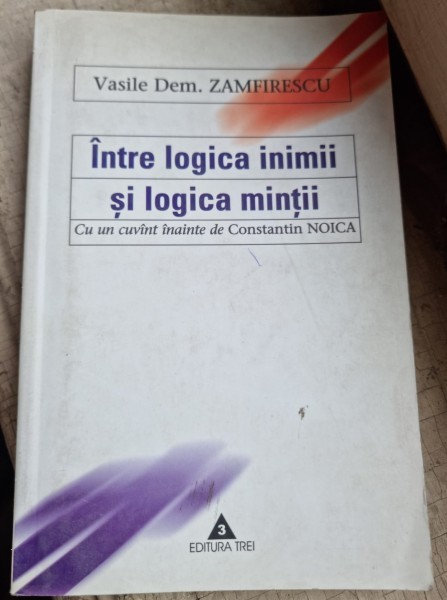 Vasile Dem. ZAMFIRESCU
Între logica inimii
și logica minții
Cu un cuvînt înainte de Constantin NOICA
3
EDITURA TREI